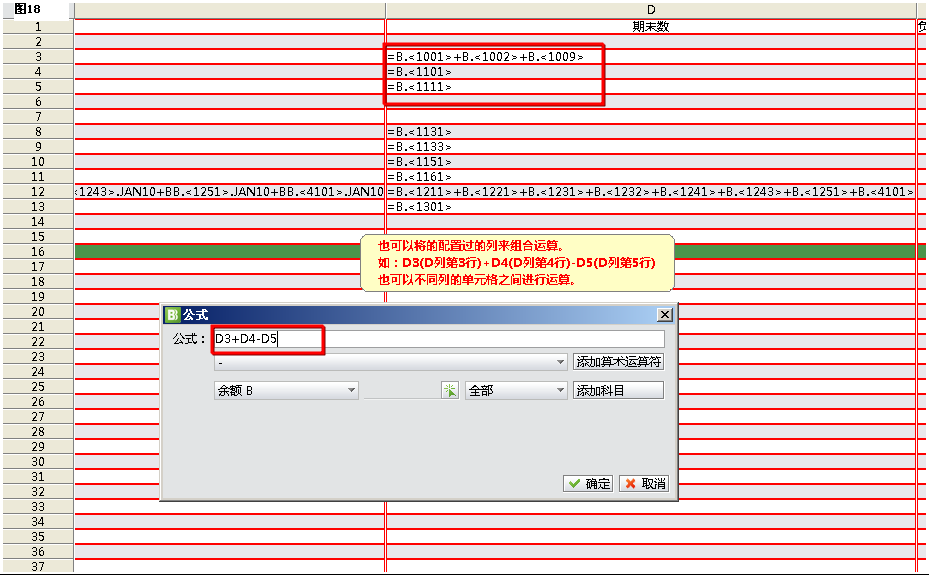 图18
D
1
期末数
2
3
=B.<1001>+B.<1002>+B.<1009>
4
=B.<1101>
5
=B.<1111>
6
7
8
=B.<1131>
9
=B.<1133>
10
=B.<1151>
11
=B.<1161>
12
<1243>.JAN10+BB.<1251>.JAN10+BB.<4101>.JAN10
=B.<1211>+B.<1221>+B.<1231>+B.<1232>+B.<1241>+B.<1243>+B.<1251>+B.<4101>
13
=B.<1301>
14
15
也可以将的配置过的列来组合运算。
16
如：D3(D列第3行)+D4(D列第4行)-D5(D列第5行)
17
也可以不同列的单元格之间进行运算。
18
19
20
公式
21
公式：
D3+D4-D5
22
23
-
添加算术运算符
24
25
余额 B
全部
添加科目
26
27
28
29
30
31
确定
取消
32
33
34
35
36
37